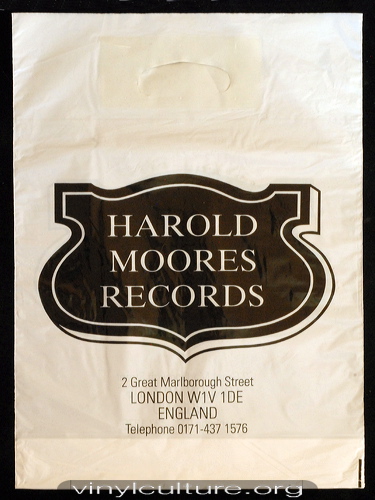 HAROLD
MOORES
RECORDS
2 Great Marlborough Street
LONDON W1V 1DE
ENGLAND
Telephone 0171-437 1576
vinylculture.org